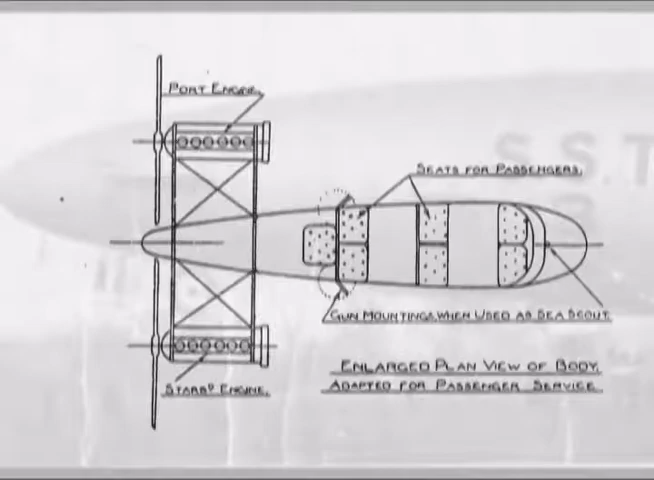 PORT ENGINE.
S.S.T.
SEATS FOR PASSENGERS.
GUN MOUNTINGS, WHEN USED AS SEA SCOUT.
ENLARGED PLAN VIEW OF BODY.
ADAPTED FOR PASSENGER SERVICE.
STARBD ENGINE.